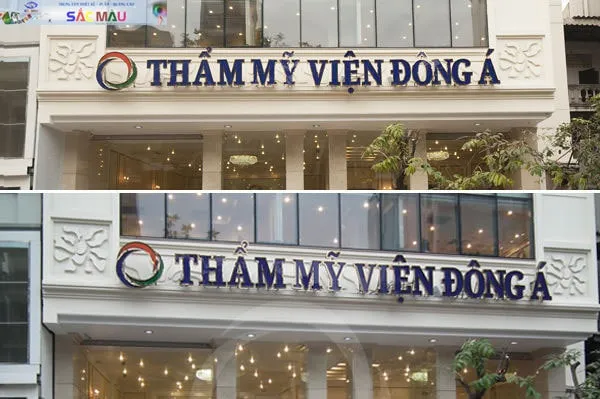 SẮC MÀU
THẨM MỸ VIỆN ĐÔNG Á
THẨM MỸ VIỆN ĐÔNG Á